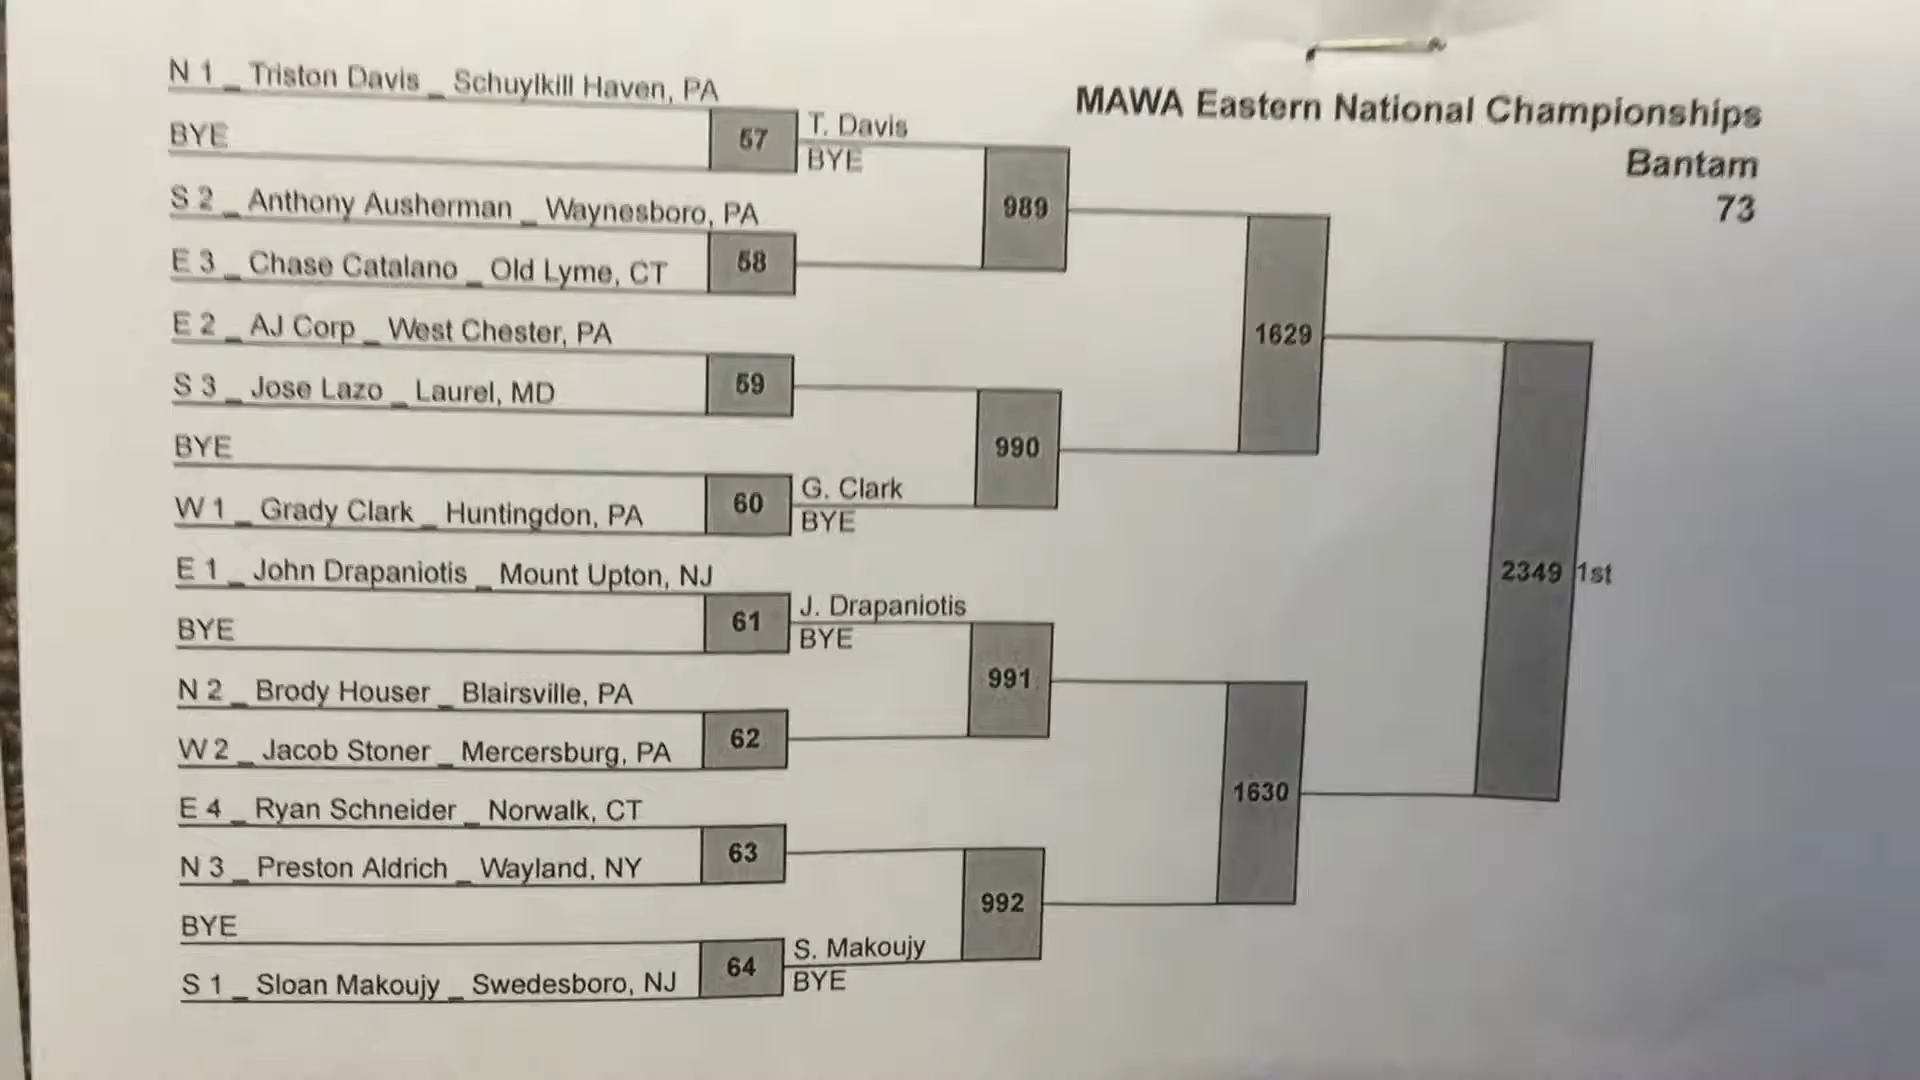 MAWA Eastern National Championships
Bantam
73
N 1 _ Triston Davis _ Schuylkill Haven, PA
BYE
57
T. Davis
BYE
S 2 _ Anthony Ausherman _ Waynesboro, PA
E 3 _ Chase Catalano _ Old Lyme, CT
58
989
E 2 _ AJ Corp _ West Chester, PA
S 3 _ Jose Lazo _ Laurel, MD
59
BYE
W 1 _ Grady Clark _ Huntingdon, PA
60
G. Clark
BYE
990
1629
E 1 _ John Drapaniotis _ Mount Upton, NJ
BYE
61
J. Drapaniotis
BYE
N 2 _ Brody Houser _ Blairsville, PA
W 2 _ Jacob Stoner _ Mercersburg, PA
62
991
E 4 _ Ryan Schneider _ Norwalk, CT
N 3 _ Preston Aldrich _ Wayland, NY
63
BYE
S 1 _ Sloan Makoujy _ Swedesboro, NJ
64
S. Makoujy
BYE
992
1630
2349 1st